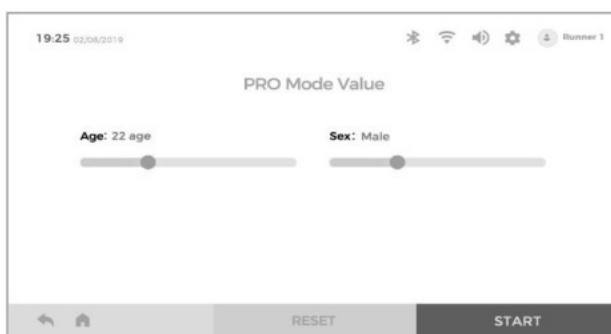 19:25 02/08/2019 Runner 1
PRO Mode Value
Age: 22 age Sex: Male
RESET START